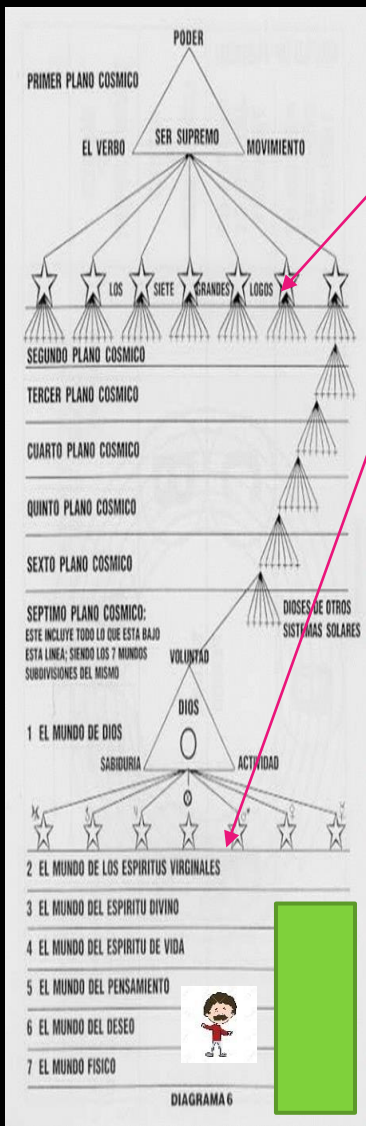 PODER
PRIMER PLANO COSMICO
SER SUPREMO
EL VERBO
MOVIMIENTO
LOS SIETE GRANDES LOGOS
SEGUNDO PLANO COSMICO
TERCER PLANO COSMICO
CUARTO PLANO COSMICO
QUINTO PLANO COSMICO
SEXTO PLANO COSMICO
SEPTIMO PLANO COSMICO:
ESTE INCLUYE TODO LO QUE ESTA BAJO
ESTA LINEA; SIENDO LOS 7 MUNDOS
SUBDIVISIONES DEL MISMO
DIOSES DE OTROS
SISTEMAS SOLARES
VOLUNTAD
DIOS
1 EL MUNDO DE DIOS
SABIDURIA
ACTIVIDAD
2 EL MUNDO DE LOS ESPIRITUS VIRGINALES
3 EL MUNDO DEL ESPIRITU DIVINO
4 EL MUNDO DEL ESPIRITU DE VIDA
5 EL MUNDO DEL PENSAMIENTO
6 EL MUNDO DEL DESEO
7 EL MUNDO FISICO
DIAGRAMA 6